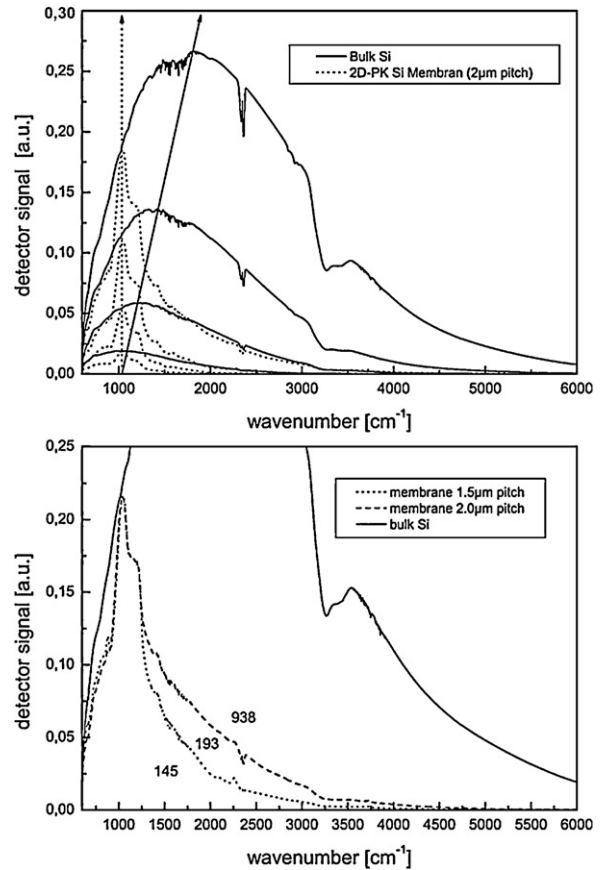 0,30
0,25
0,20
0,15
0,10
0,05
0,00
detector signal [a.u.]
Bulk Si
2D-PK Si Membran (2μm pitch)
1000 2000 3000 4000 5000 6000
wavenumber [cm⁻¹]
0,25
0,20
0,15
0,10
0,05
0,00
detector signal [a.u.]
membrane 1.5μm pitch
membrane 2.0μm pitch
bulk Si
938
193
145
1000 1500 2000 2500 3000 3500 4000 4500 5000 5500 6000
wavenumber [cm⁻¹]